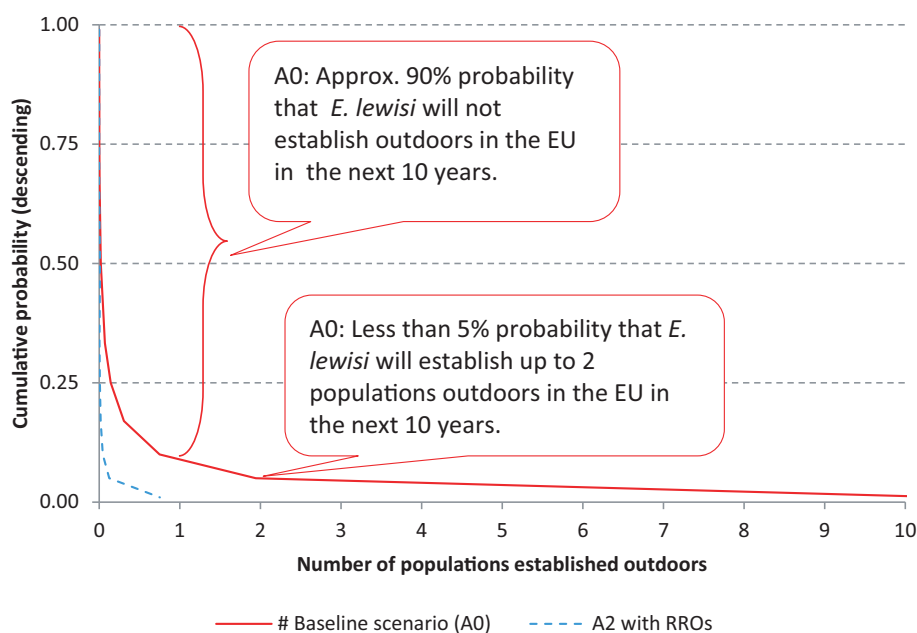 1.00
A0: Approx. 90% probability
that E. lewisi will not
establish outdoors in the EU
in the next 10 years.
0.75
0.50
A0: Less than 5% probability that E.
lewisi will establish up to 2
populations outdoors in the EU in
the next 10 years.
0.25
0.00
Cumulative probability (descending)
0 1 2 3 4 5 6 7 8 9 10
Number of populations established outdoors
# Baseline scenario (A0) A2 with RROs